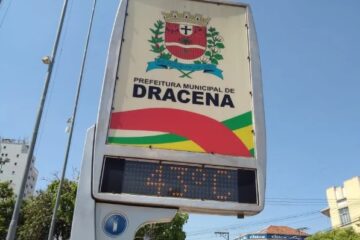 PREFEITURA MUNICIPAL DE
DRACENA
43°C